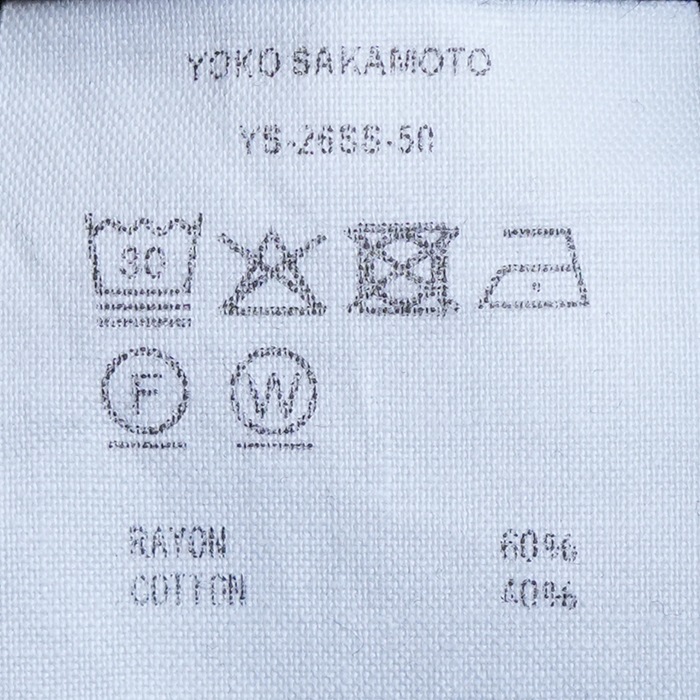 YOKO SAKAMOTO
YS-26SS-50
30
F W
RAYON 60%
COTTON 40%